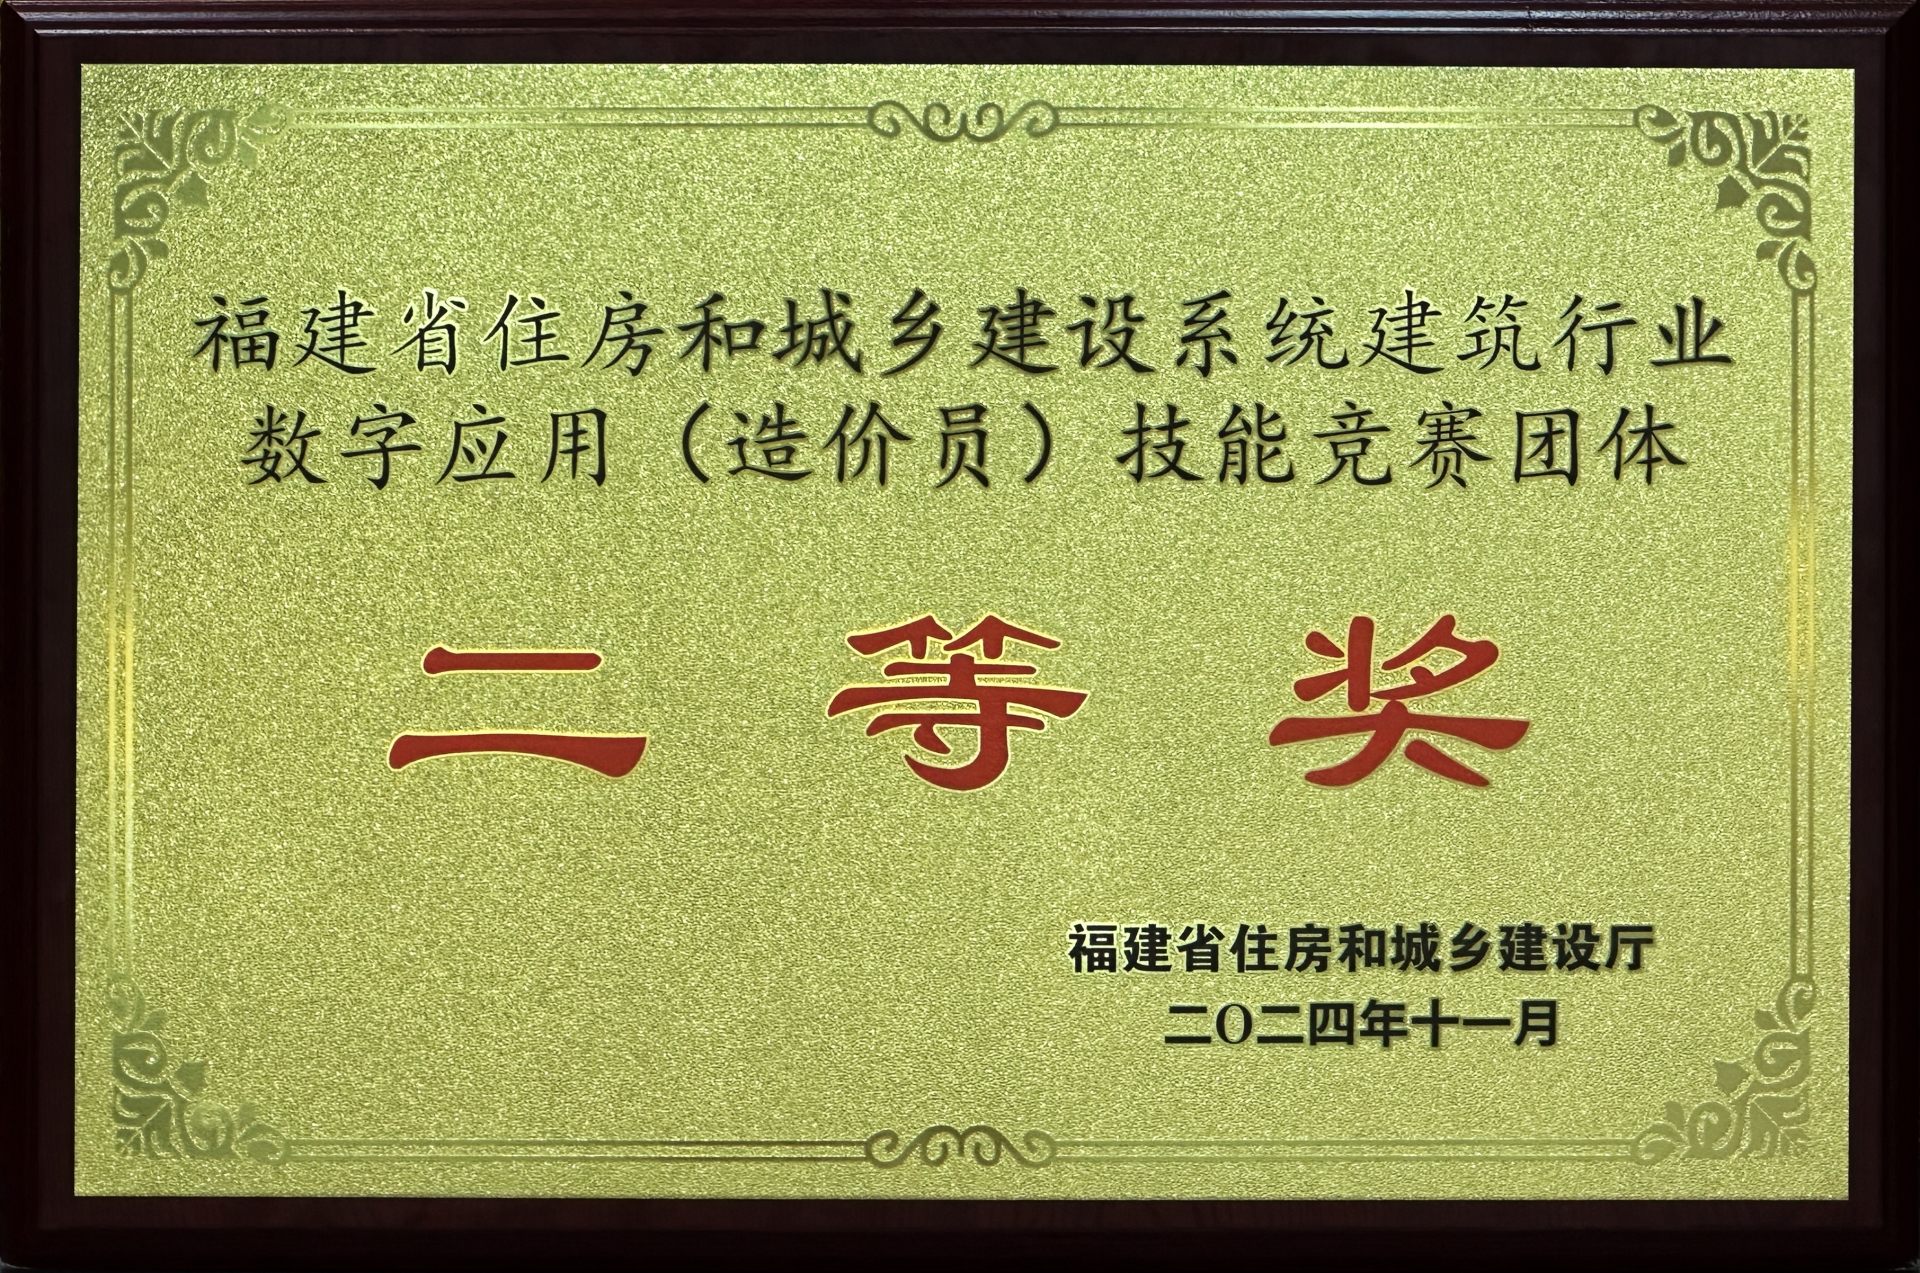 福建省住房和城乡建设系统建筑行业
数字应用（造价员）技能竞赛团体
二等奖
福建省住房和城乡建设厅
二O二四年十一月